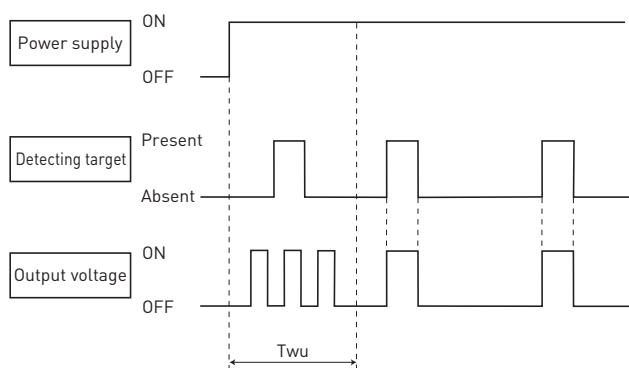 ON
Power supply
OFF
Present
Detecting target
Absent
ON
Output voltage
OFF
Twu